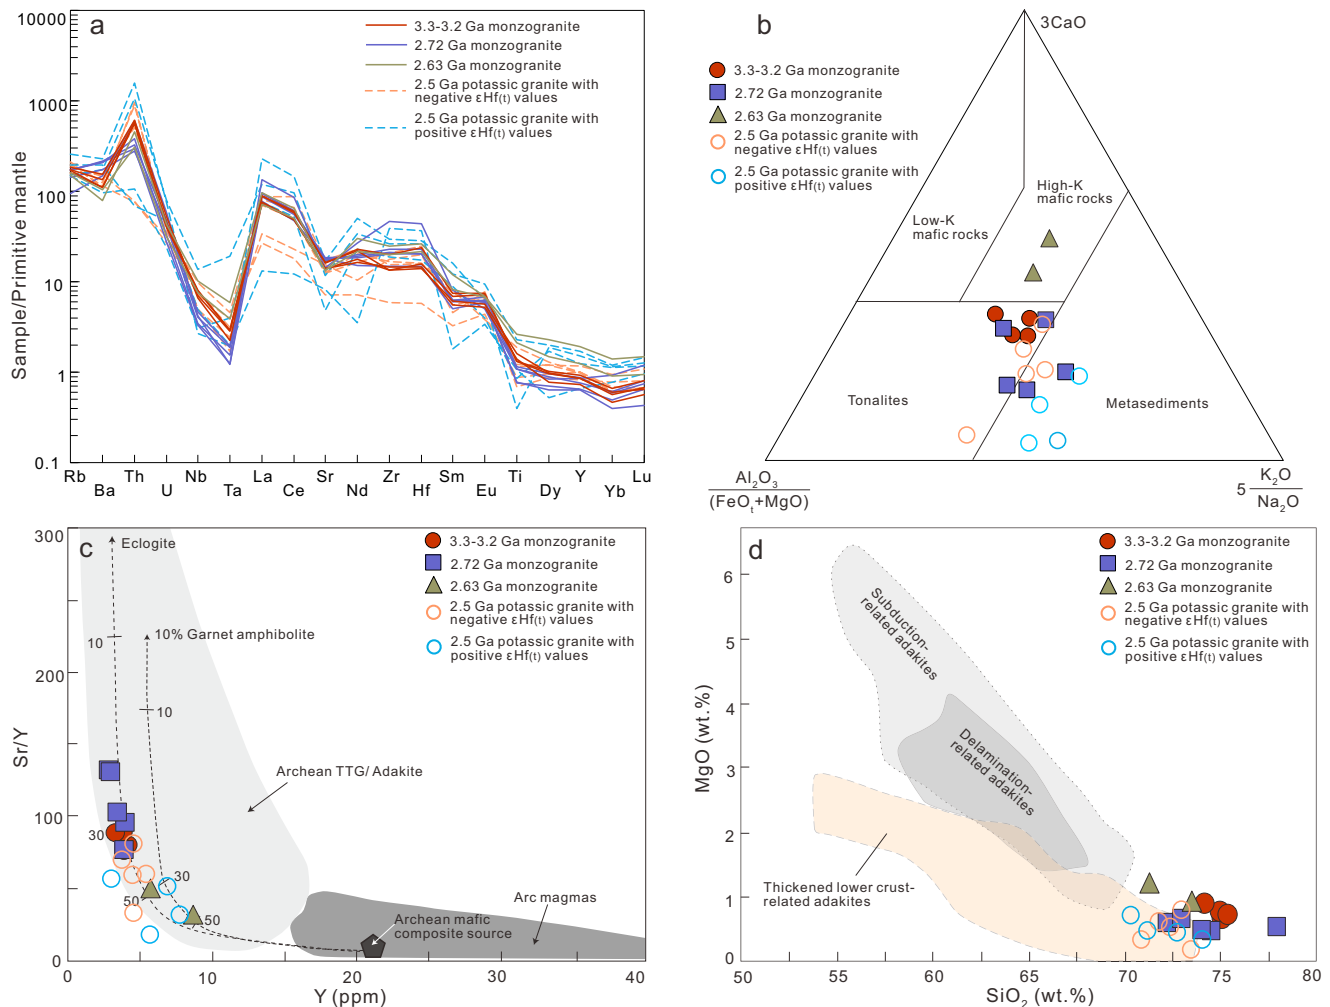 a
10000
1000
100
10
1
0.1
Sample/Primitive mantle
3.3-3.2 Ga monzogranite
2.72 Ga monzogranite
2.63 Ga monzogranite
2.5 Ga potassic granite with
negative εHf(t) values
2.5 Ga potassic granite with
positive εHf(t) values
Rb Ba Th U Nb Ta La Ce Sr Nd Zr Hf Sm Eu Ti Dy Y Yb Lu
b
3CaO
3.3-3.2 Ga monzogranite
2.72 Ga monzogranite
2.63 Ga monzogranite
2.5 Ga potassic granite with
negative εHf(t) values
2.5 Ga potassic granite with
positive εHf(t) values
High-K
mafic rocks
Low-K
mafic rocks
Tonalites
Metasediments
Al₂O₃
(FeOₜ+MgO)
5 K₂O
Na₂O
c
300
200
100
0
Sr/Y
Eclogite
10% Garnet amphibolite
10
10
30
30
50
50
3.3-3.2 Ga monzogranite
2.72 Ga monzogranite
2.63 Ga monzogranite
2.5 Ga potassic granite with
negative εHf(t) values
2.5 Ga potassic granite with
positive εHf(t) values
Archean TTG/ Adakite
Arc magmas
Archean mafic
composite source
0 10 20 30 40
Y (ppm)
d
6
5
4
3
2
1
0
MgO (wt.%)
3.3-3.2 Ga monzogranite
2.72 Ga monzogranite
2.63 Ga monzogranite
2.5 Ga potassic granite with
negative εHf(t) values
2.5 Ga potassic granite with
positive εHf(t) values
Subduction-
related adakites
Delamination-
related adakites
Thickened lower crust-
related adakites
50 55 60 65 70 75 80
SiO₂ (wt.%)